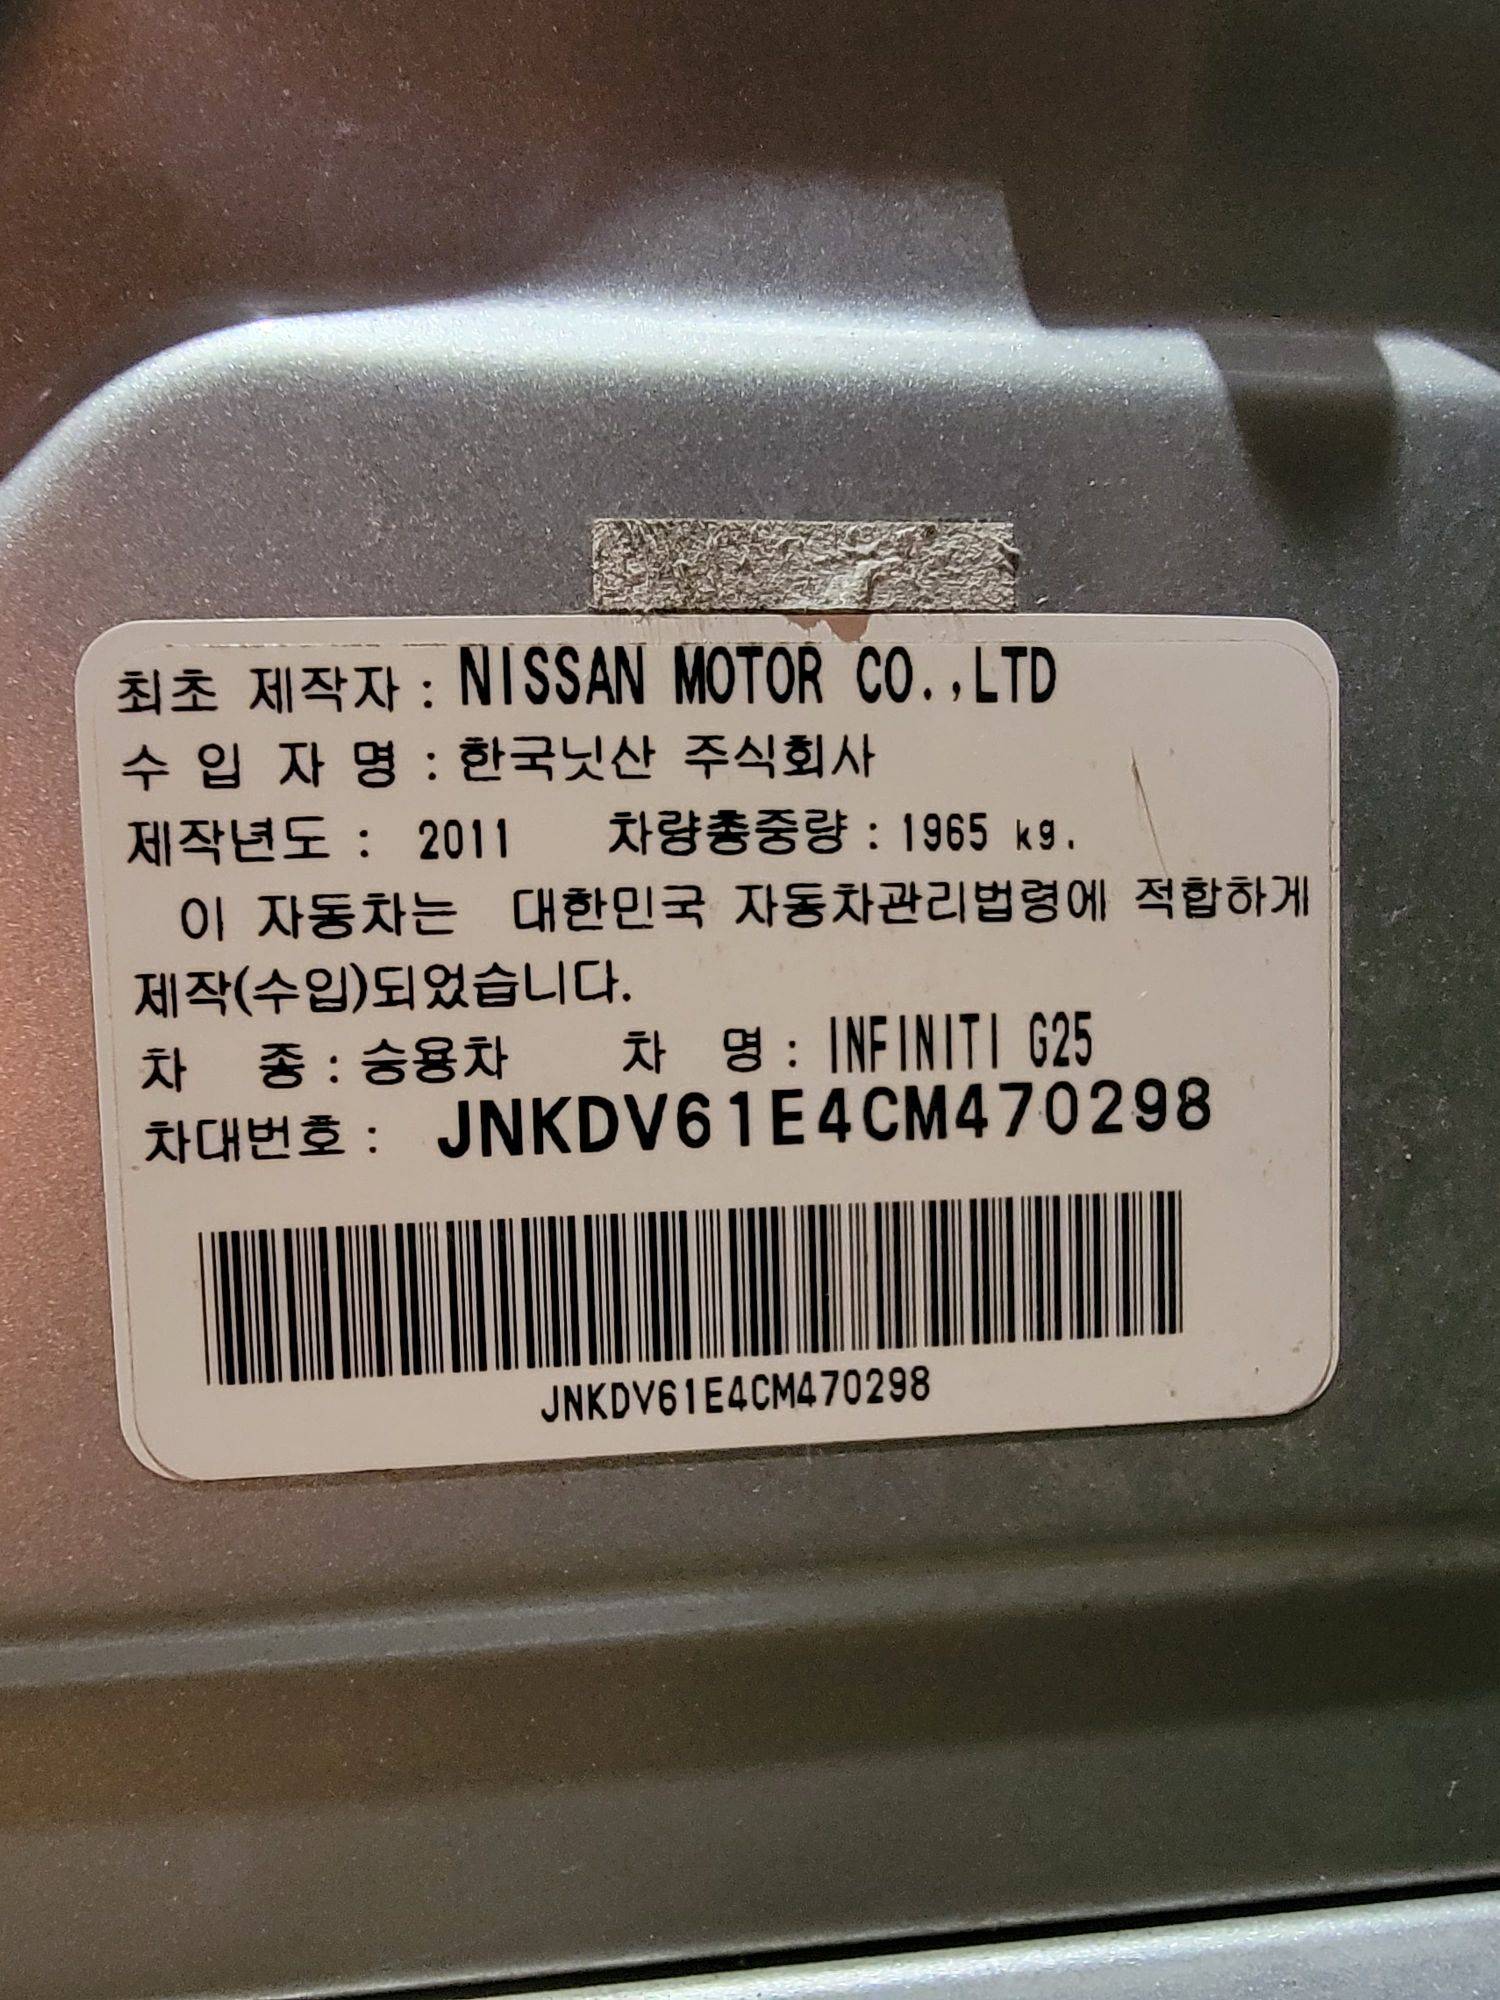 최초 제작자 : NISSAN MOTOR CO.,LTD
수 입 자 명 : 한국닛산 주식회사
제작년도 : 2011 차량총중량 : 1965 kg.
이 자동차는 대한민국 자동차관리법령에 적합하게
제작(수입)되었습니다.
차 종 : 승용차 차 명 : INFINITI G25
차대번호 : JNKDV61E4CM470298
JNKDV61E4CM470298